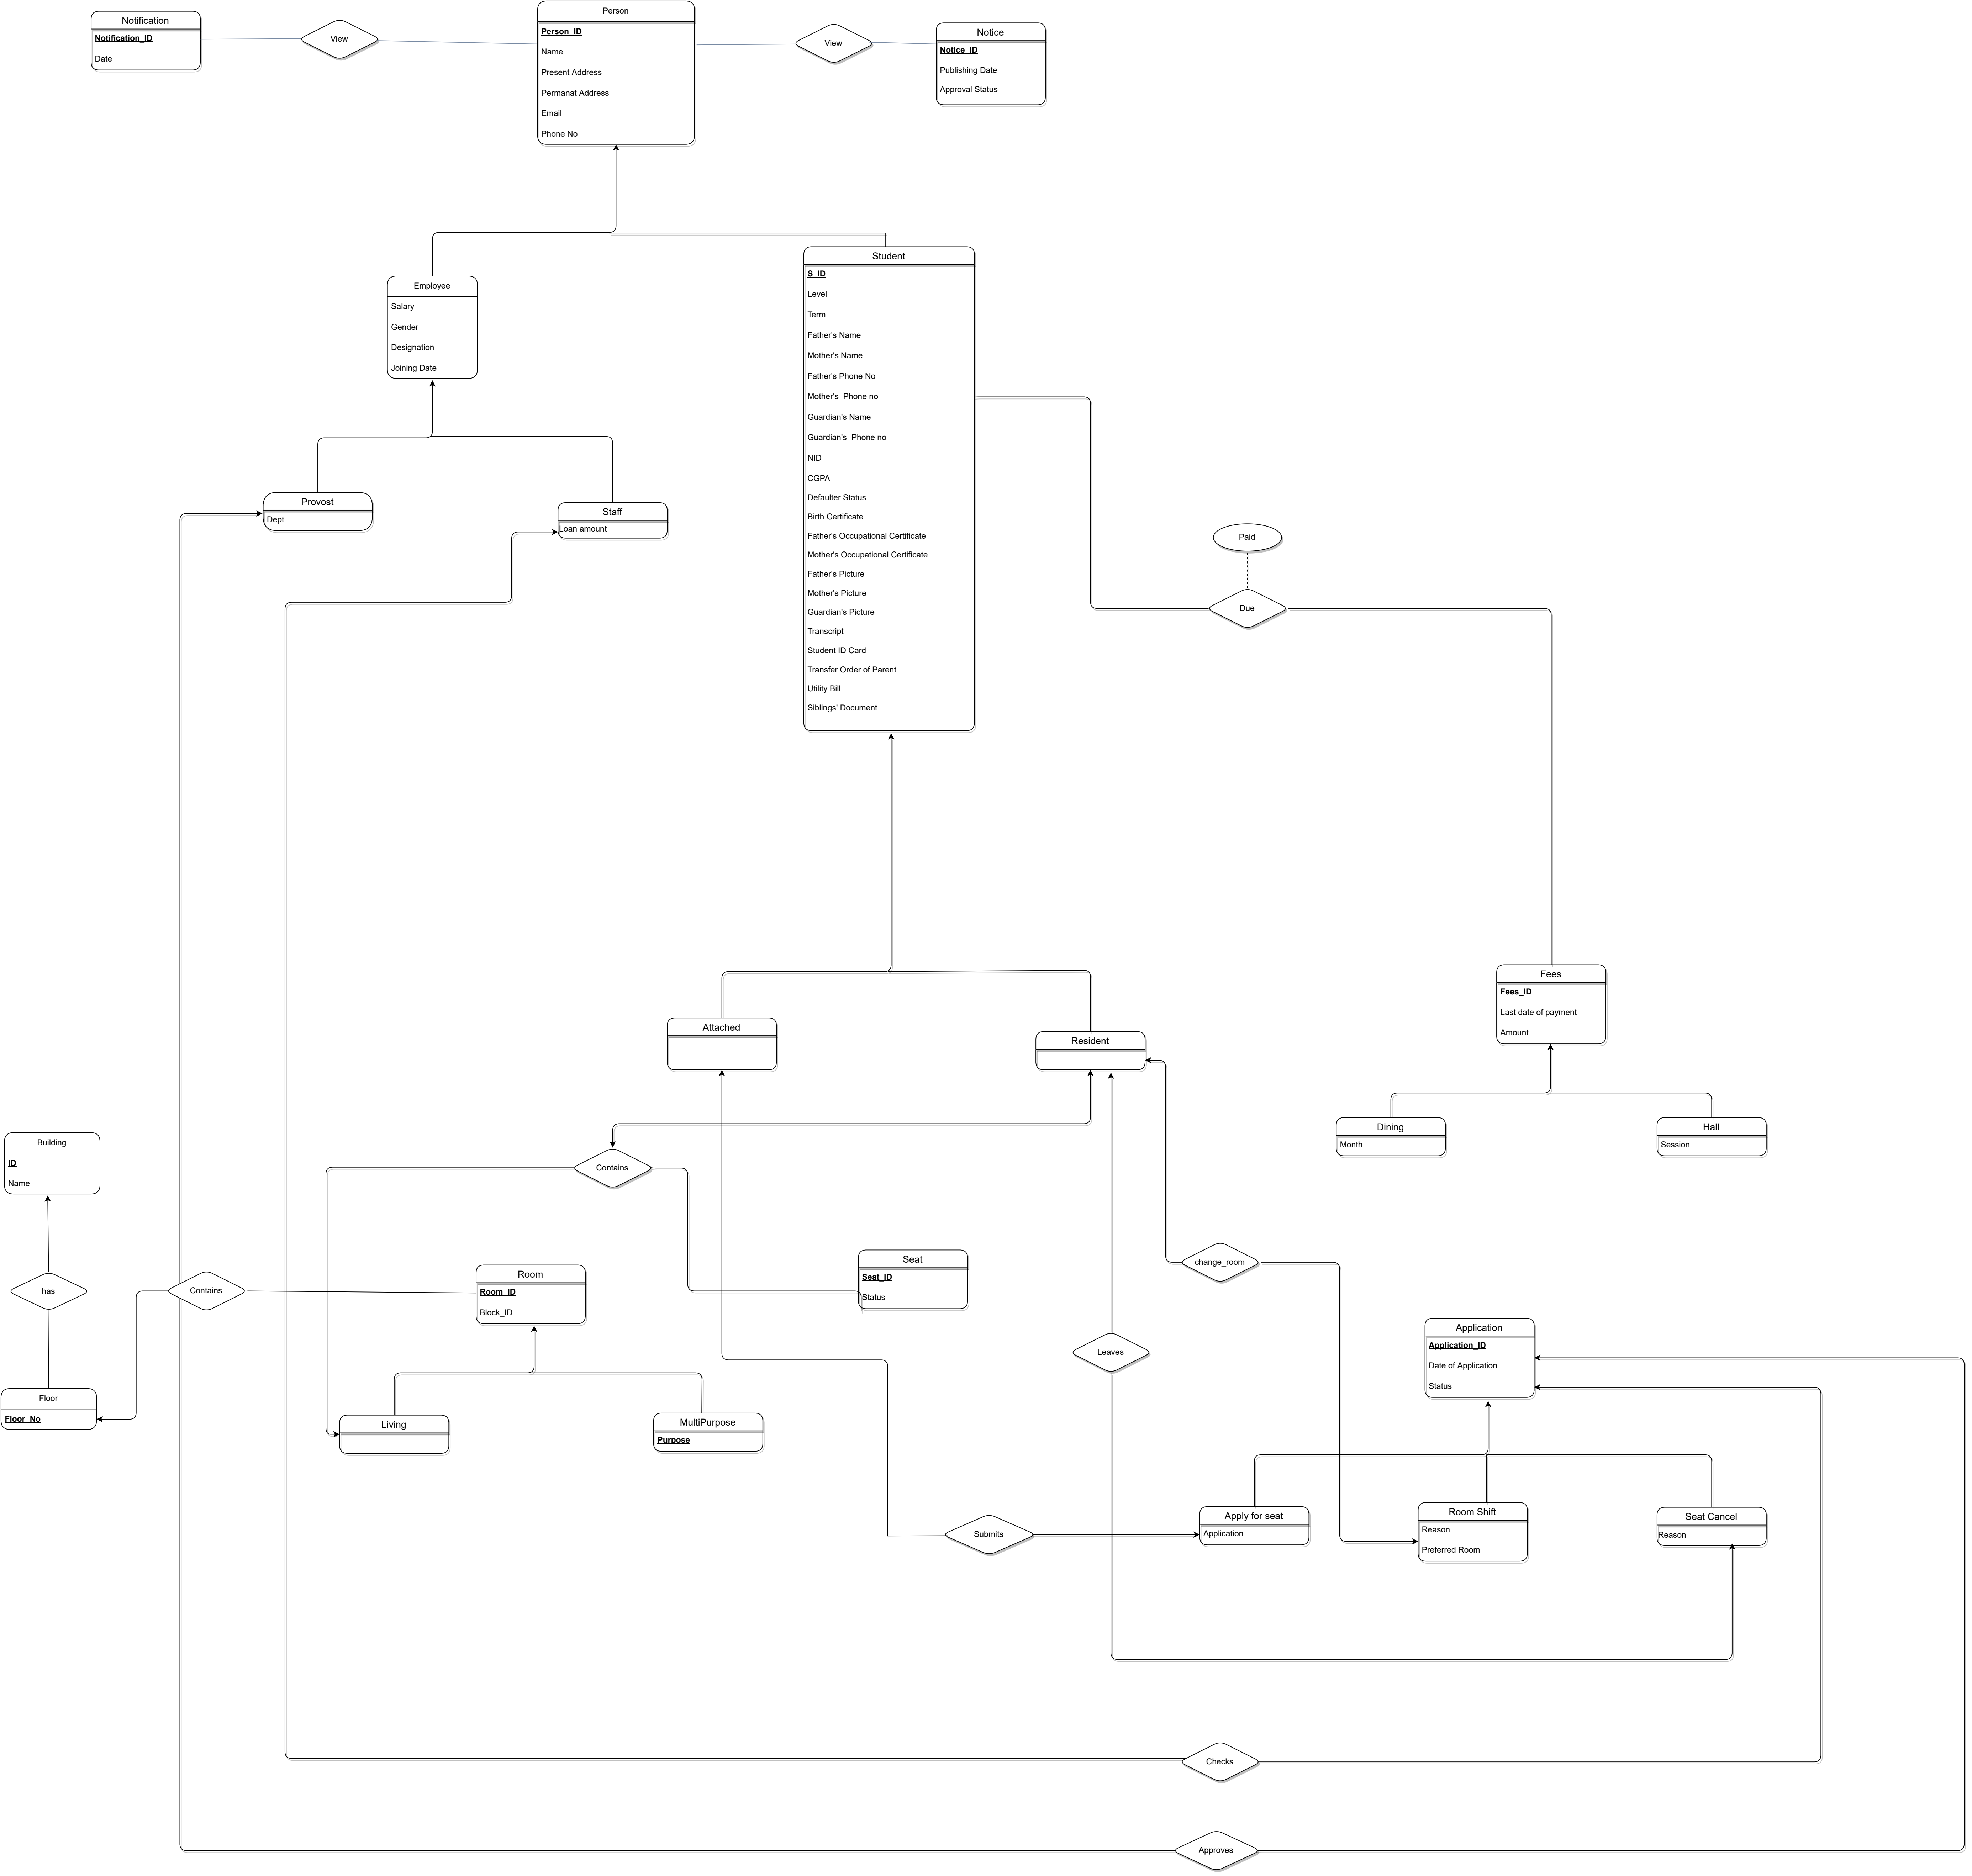 Notification
Notification_ID
Date
View
Person
Person_ID
Name
Present Address
Permanat Address
Email
Phone No
View
Notice
Notice_ID
Publishing Date
Approval Status
Employee
Salary
Gender
Designation
Joining Date
Student
S_ID
Level
Term
Father's Name
Mother's Name
Father's Phone No
Mother's  Phone no
Guardian's Name
Guardian's  Phone no
NID
CGPA
Defaulter Status
Birth Certificate
Father's Occupational Certificate
Mother's Occupational Certificate
Father's Picture
Mother's Picture
Guardian's Picture
Transcript
Student ID Card
Transfer Order of Parent
Utility Bill
Siblings' Document
Provost
Dept
Staff
Loan amount
Paid
Due
Fees
Fees_ID
Last date of payment
Amount
Attached
Resident
Dining
Month
Hall
Session
Building
ID
Name
Contains
has
Contains
Room
Room_ID
Block_ID
Seat
Seat_ID
Status
change_room
Leaves
Application
Application_ID
Date of Application
Status
Floor
Floor_No
Living
MultiPurpose
Purpose
Submits
Apply for seat
Application
Room Shift
Reason
Preferred Room
Seat Cancel
Reason
Checks
Approves